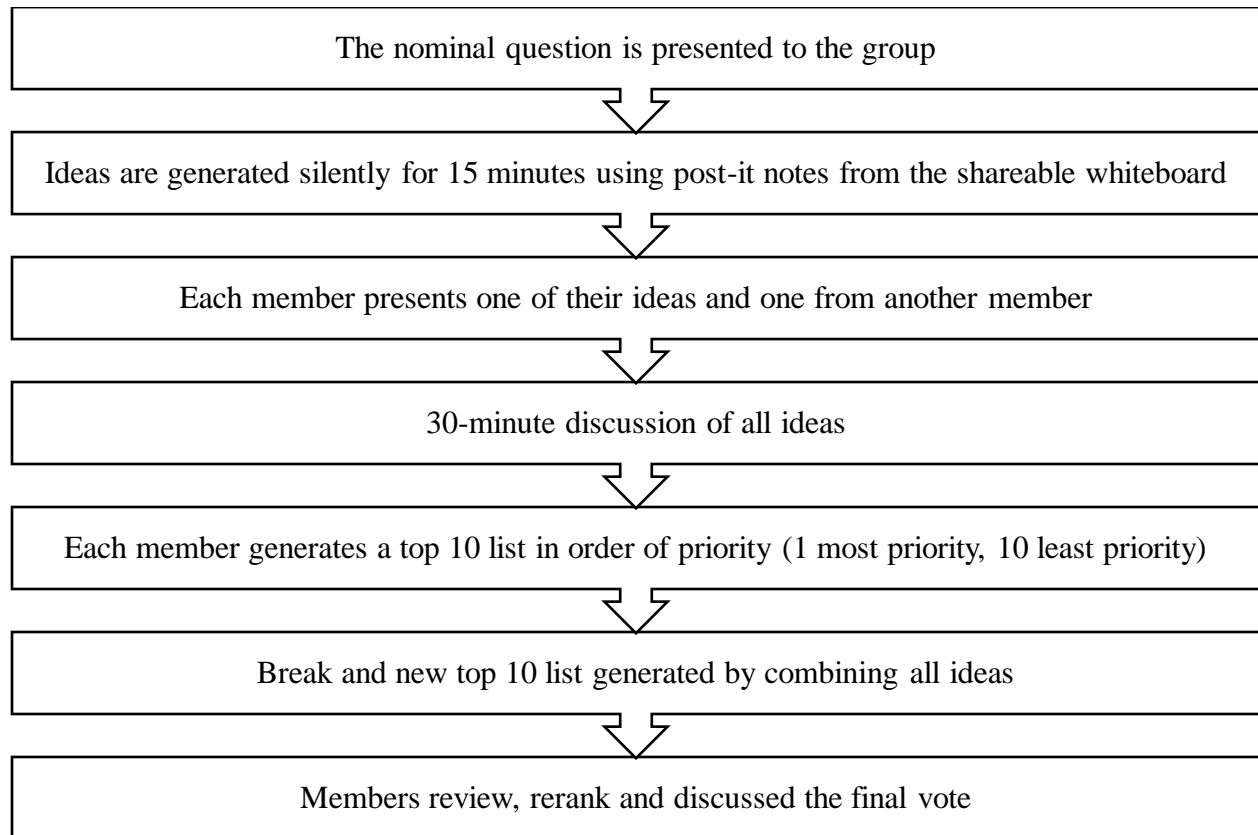 The nominal question is presented to the group
Ideas are generated silently for 15 minutes using post-it notes from the shareable whiteboard
Each member presents one of their ideas and one from another member
30-minute discussion of all ideas
Each member generates a top 10 list in order of priority (1 most priority, 10 least priority)
Break and new top 10 list generated by combining all ideas
Members review, rerank and discussed the final vote